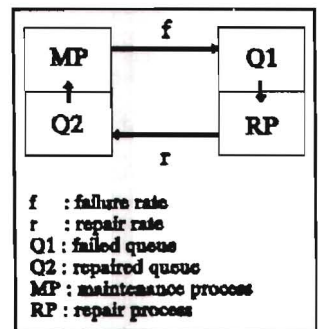 f
MP Q1
Q2 RP
r
f : failure rate
r : repair rate
Q1 : failed queue
Q2 : repaired queue
MP : maintenance process
RP : repair process